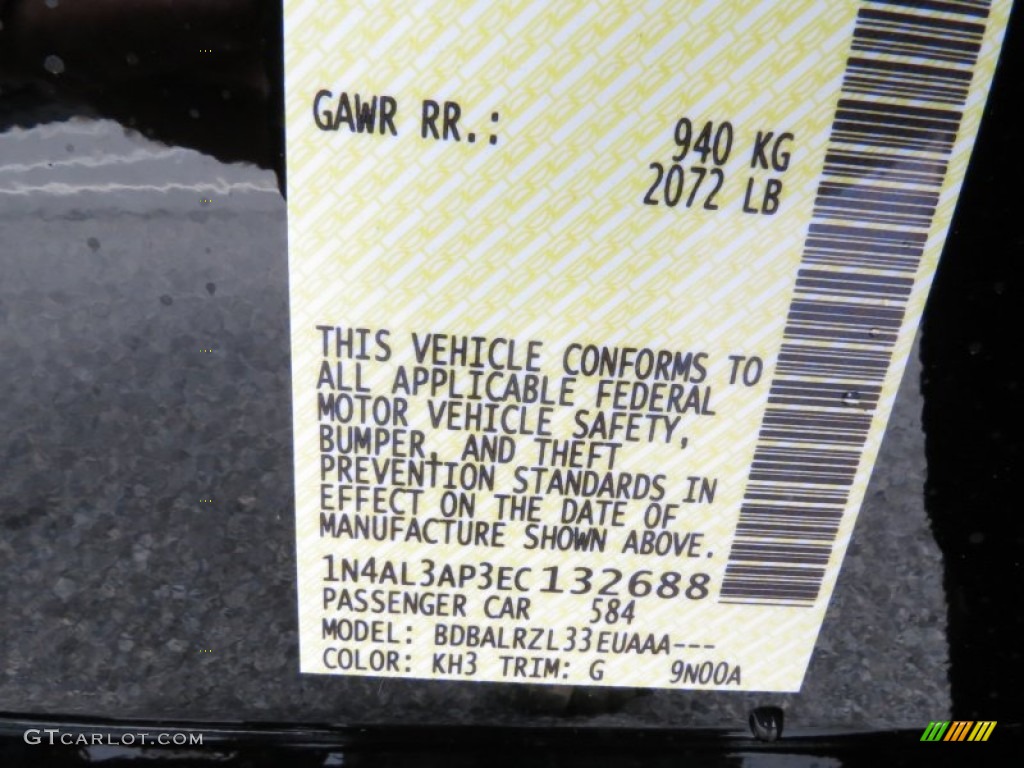 GAWR RR.: 940 KG
2072 LB
THIS VEHICLE CONFORMS TO
ALL APPLICABLE FEDERAL
MOTOR VEHICLE SAFETY,
BUMPER, AND THEFT
PREVENTION STANDARDS IN
EFFECT ON THE DATE OF
MANUFACTURE SHOWN ABOVE.
1N4AL3AP3EC132688
PASSENGER CAR 584
MODEL: BDBALRZL33EUAAA---
COLOR: KH3 TRIM: G 9N00A
GTCARLOT.COM